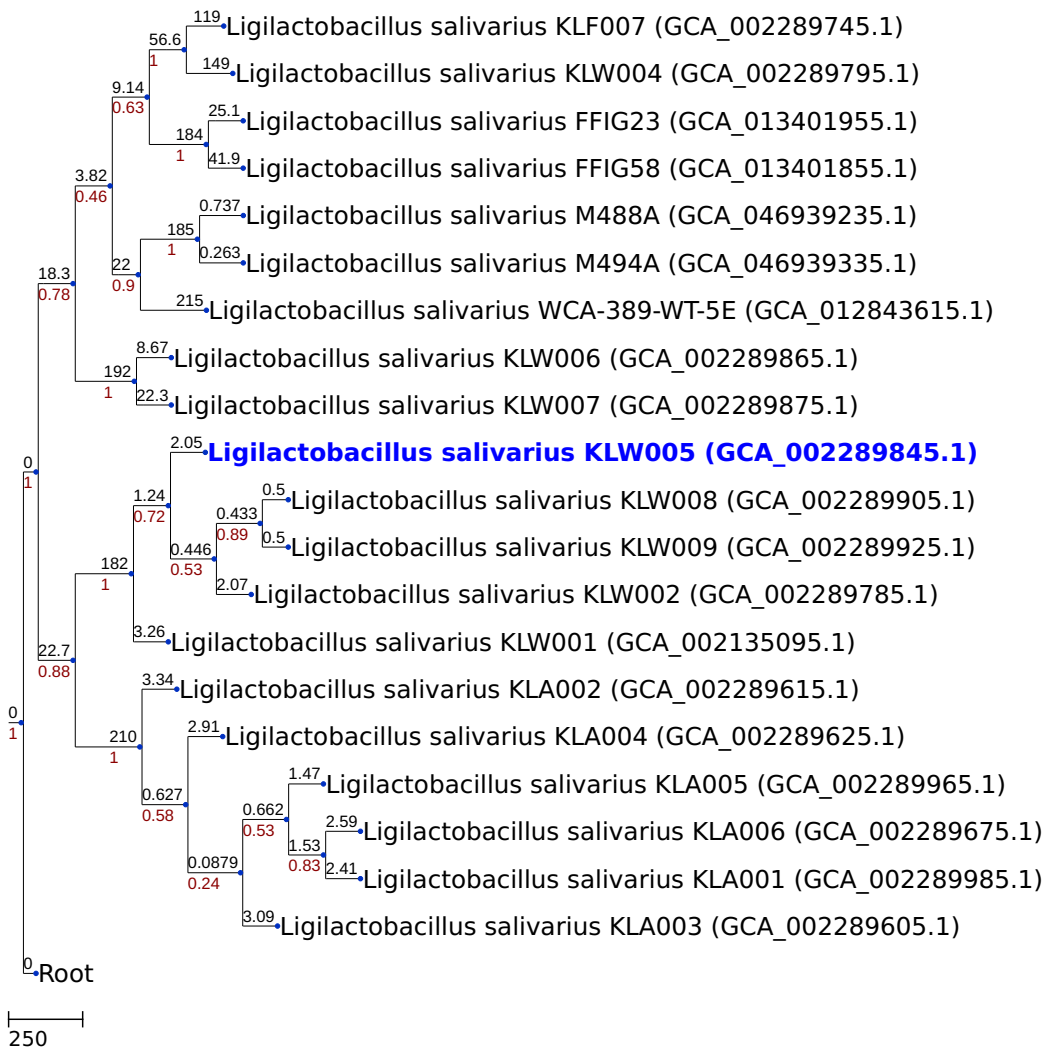 119
Ligilactobacillus salivarius KLF007 (GCA_002289745.1)
56.6
1
149
Ligilactobacillus salivarius KLW004 (GCA_002289795.1)
9.14
0.63
25.1
Ligilactobacillus salivarius FFIG23 (GCA_013401955.1)
184
1
41.9
Ligilactobacillus salivarius FFIG58 (GCA_013401855.1)
3.82
0.46
0.737
Ligilactobacillus salivarius M488A (GCA_046939235.1)
185
1
0.263
Ligilactobacillus salivarius M494A (GCA_046939335.1)
22
0.9
215
Ligilactobacillus salivarius WCA-389-WT-5E (GCA_012843615.1)
18.3
0.78
8.67
Ligilactobacillus salivarius KLW006 (GCA_002289865.1)
192
1
22.3
Ligilactobacillus salivarius KLW007 (GCA_002289875.1)
0
1
2.05
Ligilactobacillus salivarius KLW005 (GCA_002289845.1)
1.24
0.72
0.5
Ligilactobacillus salivarius KLW008 (GCA_002289905.1)
0.433
0.89
0.5
Ligilactobacillus salivarius KLW009 (GCA_002289925.1)
0.446
0.53
2.07
Ligilactobacillus salivarius KLW002 (GCA_002289785.1)
182
1
3.26
Ligilactobacillus salivarius KLW001 (GCA_002135095.1)
22.7
0.88
3.34
Ligilactobacillus salivarius KLA002 (GCA_002289615.1)
210
1
2.91
Ligilactobacillus salivarius KLA004 (GCA_002289625.1)
0.627
0.58
1.47
Ligilactobacillus salivarius KLA005 (GCA_002289965.1)
0.662
0.53
2.59
Ligilactobacillus salivarius KLA006 (GCA_002289675.1)
1.53
0.83
2.41
Ligilactobacillus salivarius KLA001 (GCA_002289985.1)
0.0879
0.24
3.09
Ligilactobacillus salivarius KLA003 (GCA_002289605.1)
0
1
0
Root
250